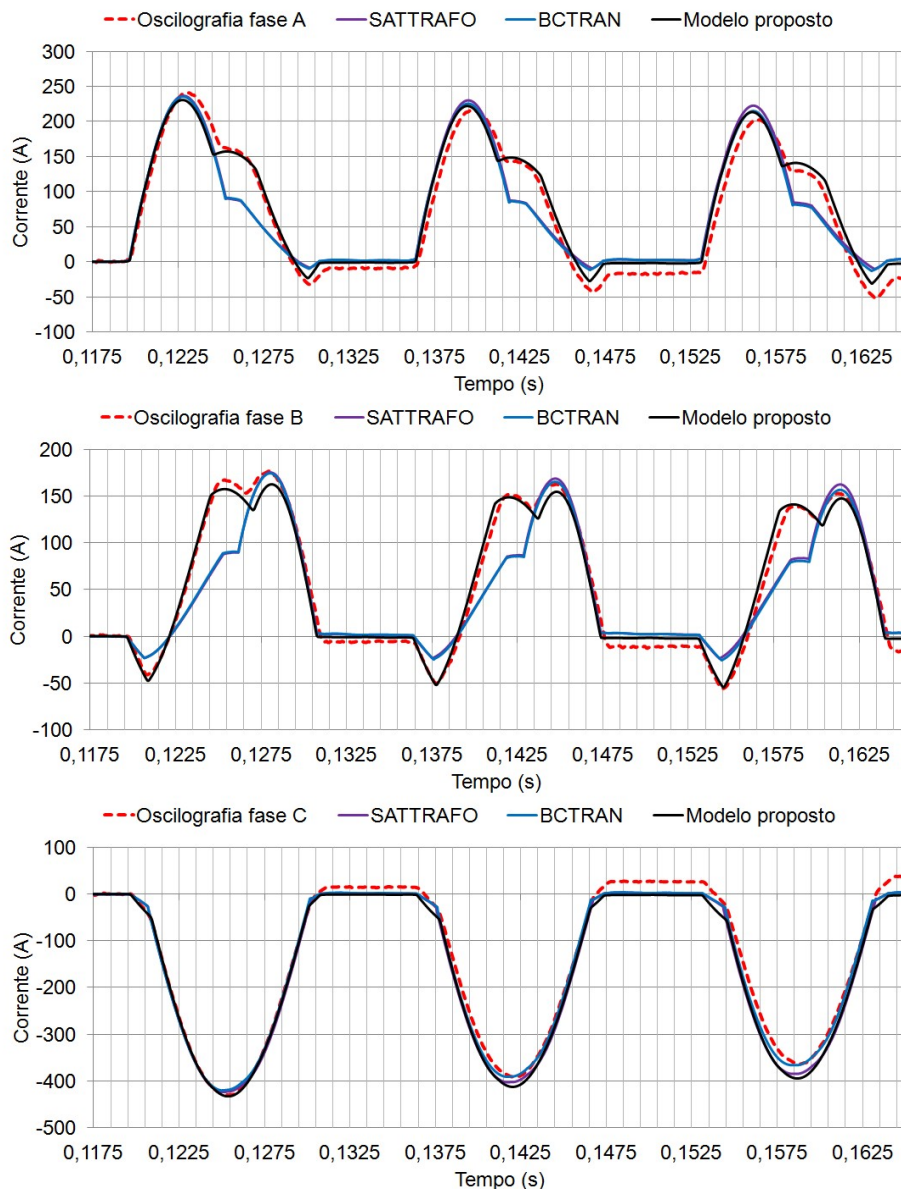 Oscilografia fase A SATTRAFO BCTRAN Modelo proposto
300
250
200
150
100
50
0
-50
-100
Corrente (A)
0,1175 0,1225 0,1275 0,1325 0,1375 0,1425 0,1475 0,1525 0,1575 0,1625
Tempo (s)
Oscilografia fase B SATTRAFO BCTRAN Modelo proposto
200
150
100
50
0
-50
-100
Corrente (A)
0,1175 0,1225 0,1275 0,1325 0,1375 0,1425 0,1475 0,1525 0,1575 0,1625
Tempo (s)
Oscilografia fase C SATTRAFO BCTRAN Modelo proposto
100
0
-100
-200
-300
-400
-500
Corrente (A)
0,1175 0,1225 0,1275 0,1325 0,1375 0,1425 0,1475 0,1525 0,1575 0,1625
Tempo (s)